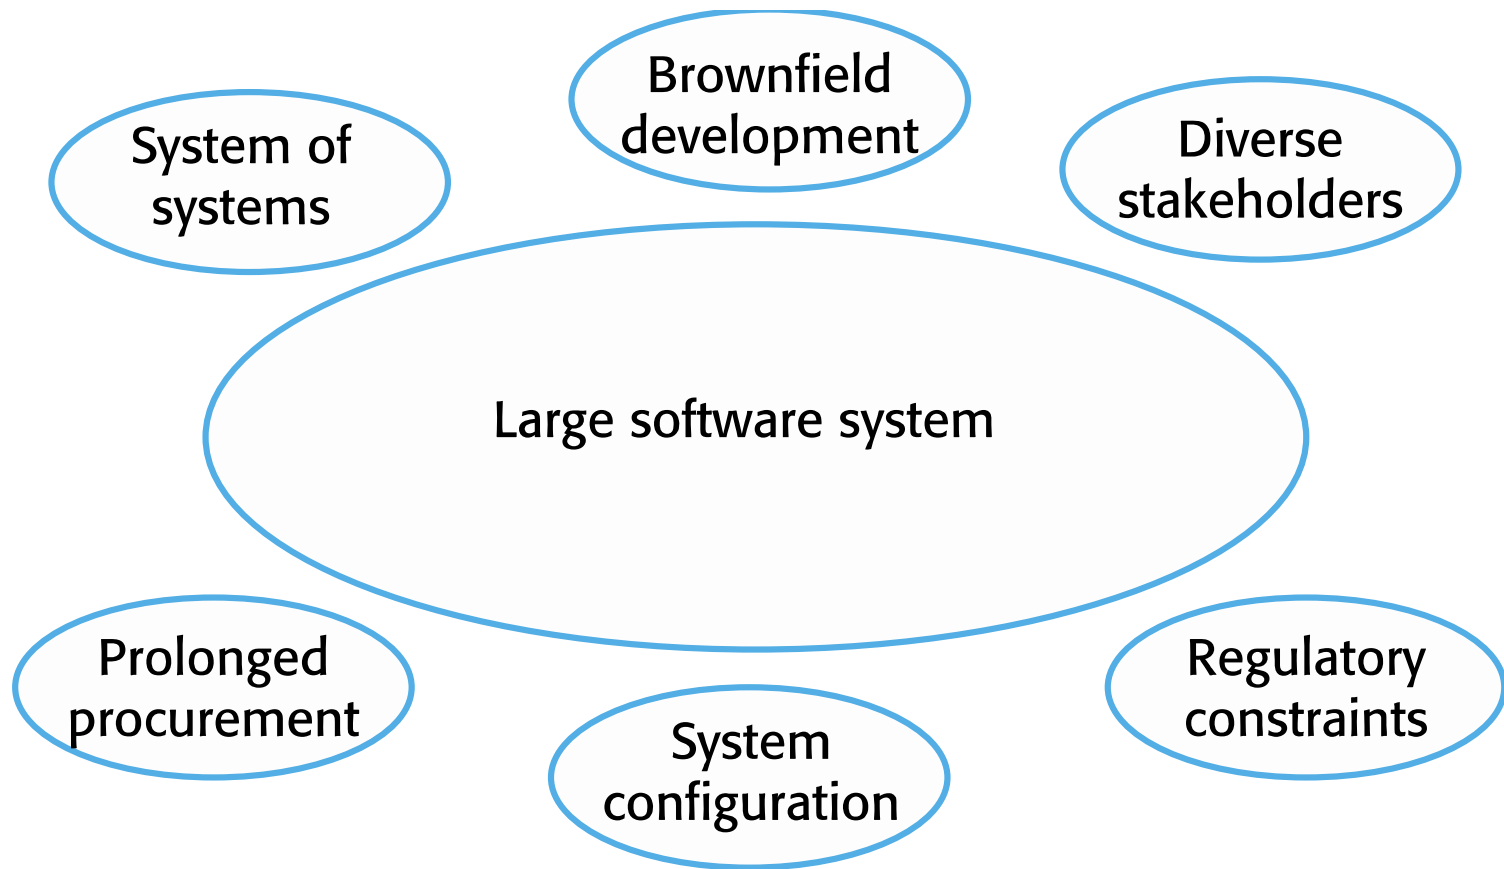 Brownfield
development
System of
systems
Diverse
stakeholders
Large software system
Prolonged
procurement
System
configuration
Regulatory
constraints